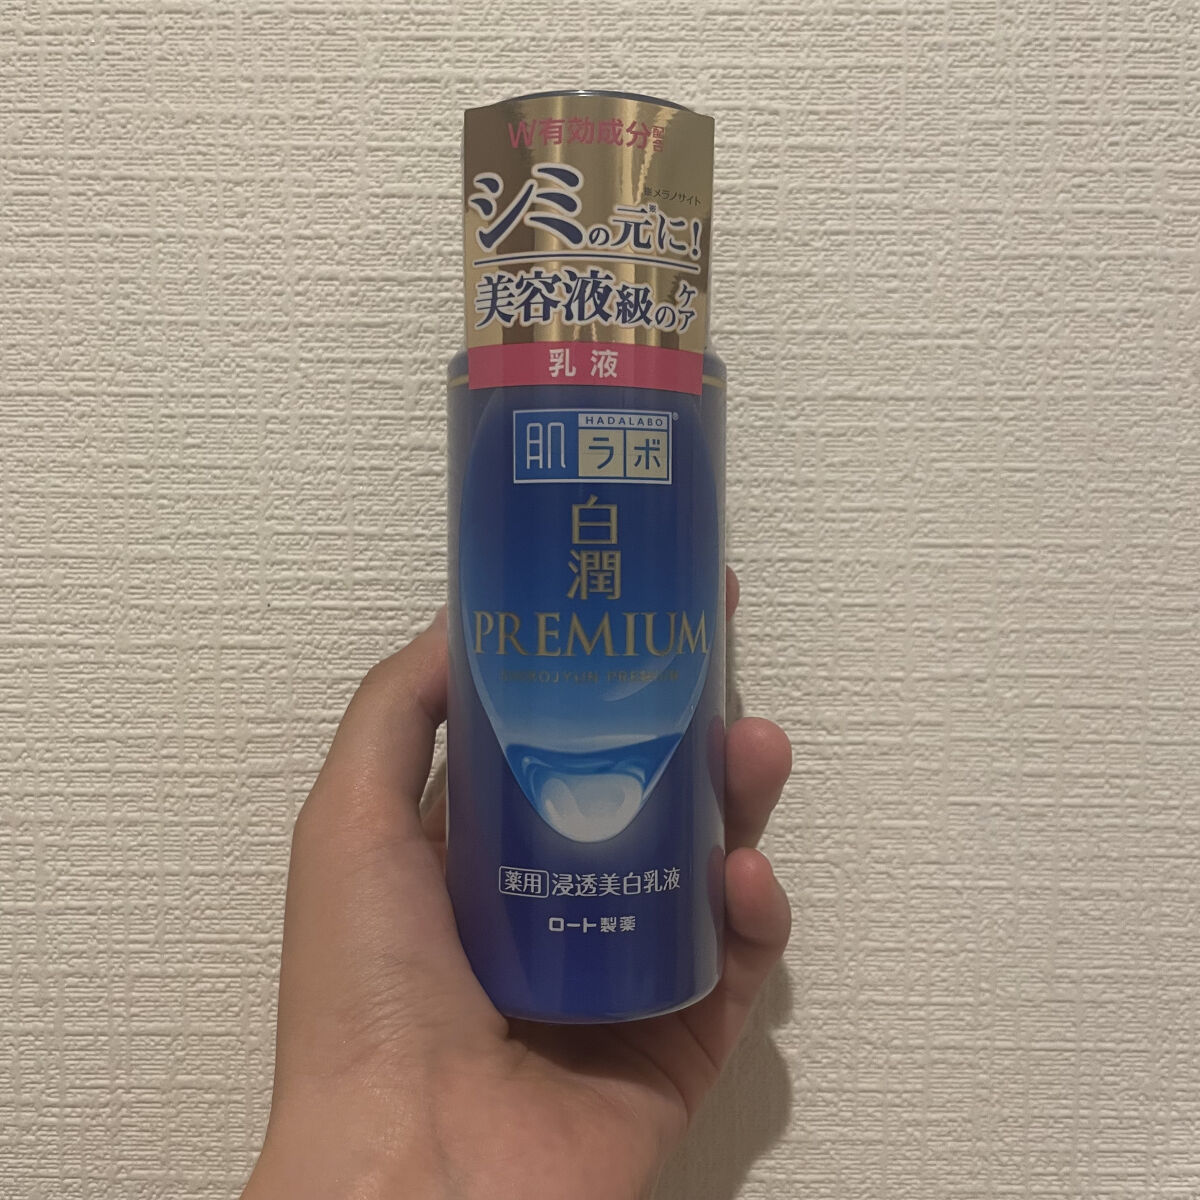 W有効成分配合
※メラノサイト
シミの元※に!
美容液級のケア
乳液
HADALABO®
肌ラボ
白潤
PREMIUM
SHIROJYUN PREMIUM
薬用 浸透美白乳液
ロート製薬